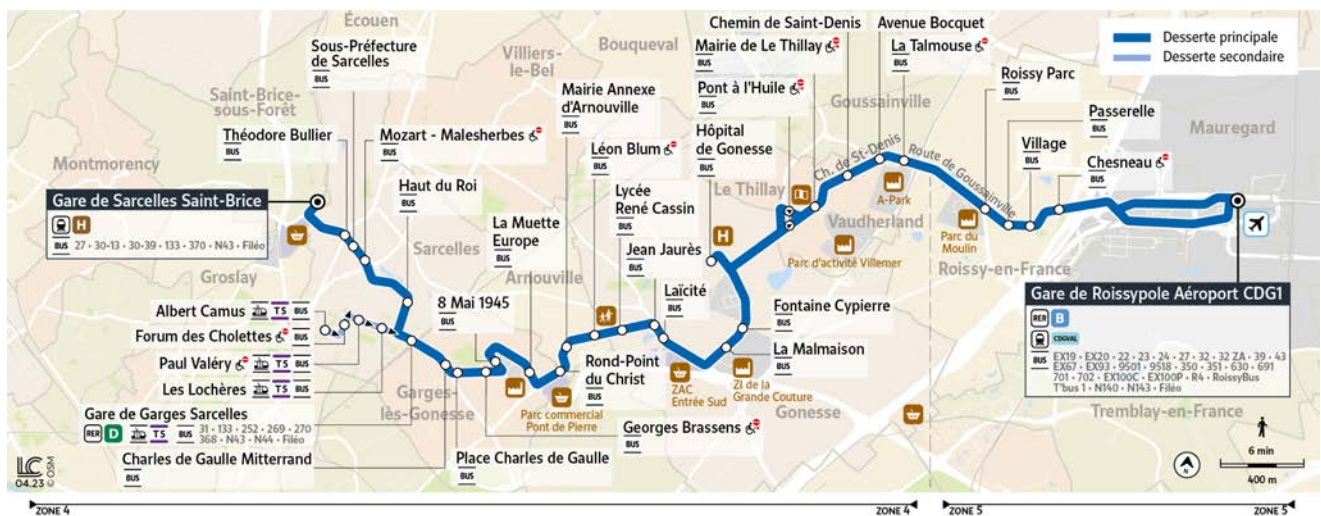 Écouen
Sous-Préfecture
de Sarcelles
BUS
Villiers-
le-Bel
Bouqueval
Chemin de Saint-Denis
BUS
Avenue Bocquet
BUS
Mairie de Le Thillay
BUS
La Talmouse
BUS
Desserte principale
Desserte secondaire
Saint-Brice-
sous-Forêt
Mairie Annexe
d'Arnouville
BUS
Pont à l'Huile
BUS
Goussainville
Roissy Parc
BUS
Passerelle
BUS
Mauregard
Théodore Bullier
BUS
Mozart - Malesherbes
BUS
Léon Blum
BUS
Hôpital
de Gonesse
BUS
Ch. de St-Denis
Route de Goussainville
Village
BUS
Chesneau
BUS
Montmorency
Haut du Roi
BUS
Lycée
René Cassin
BUS
Le Thillay
A-Park
Gare de Sarcelles Saint-Brice
H
BUS 27 • 30-13 • 30-39 • 133 • 370 • N43 • Filéo
La Muette
Europe
BUS
H
Vaudherland
Parc du
Moulin
Sarcelles
Jean Jaurès
BUS
Parc d'activité Villemer
Roissy-en-France
Groslay
Arnouville
Laïcité
BUS
Gare de Roissypole Aéroport CDG1
RER B
CDGVAL
BUS EX19 • EX20 • 22 • 23 • 24 • 27 • 32 • 32 ZA • 39 • 43
EX67 • EX93 • 9501 • 9518 • 350 • 351 • 630 • 691
701 • 702 • EX100C • EX100P • R4 • RoissyBus
T'bus 1 • N140 • N143 • Filéo
8 Mai 1945
BUS
Fontaine Cypierre
BUS
Albert Camus T5 BUS
Forum des Cholettes BUS
La Malmaison
BUS
Paul Valéry T5 BUS
Rond-Point
du Christ
BUS
Les Lochères T5 BUS
Garges-
lès-Gonesse
ZAC
Entrée Sud
ZI de la
Grande Couture
Gonesse
Tremblay-en-France
Parc commercial
Pont de Pierre
Gare de Garges Sarcelles
RER D T5 BUS 31 • 133 • 252 • 269 • 270
368 • N43 • N44 • Filéo
Georges Brassens
BUS
Charles de Gaulle Mitterrand
BUS
Place Charles de Gaulle
BUS
6 min
400 m
N
LC
04.23
© OSM
ZONE 4
ZONE 4
ZONE 5
ZONE 5